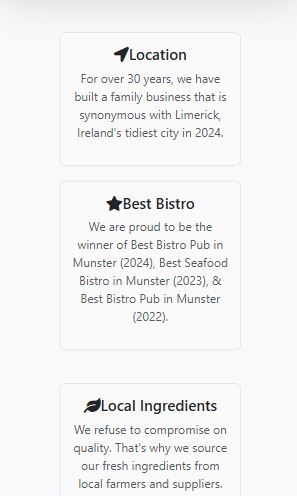 Location
For over 30 years, we have
built a family business that is
synonymous with Limerick,
Ireland's tidiest city in 2024.
Best Bistro
We are proud to be the
winner of Best Bistro Pub in
Munster (2024), Best Seafood
Bistro in Munster (2023), &
Best Bistro Pub in Munster
(2022).
Local Ingredients
We refuse to compromise on
quality. That's why we source
our fresh ingredients from
local farmers and suppliers.